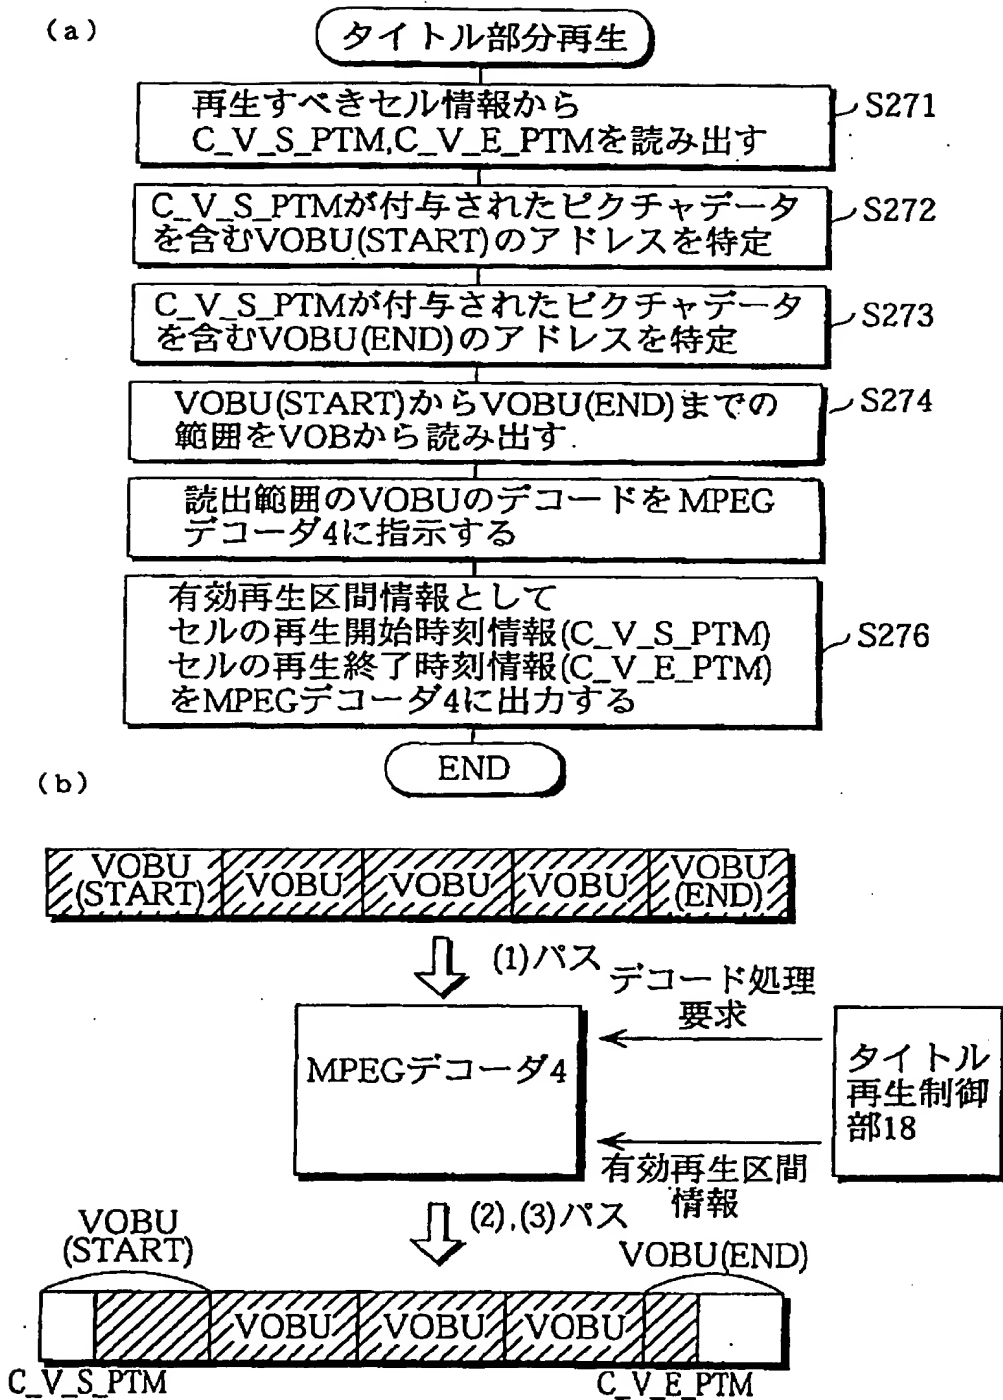 (a)
タイトル部分再生
再生すべきセル情報から
C_V_S_PTM,C_V_E_PTMを読み出す
S271
C_V_S_PTMが付与されたピクチャデータ
を含むVOBU(START)のアドレスを特定
S272
C_V_S_PTMが付与されたピクチャデータ
を含むVOBU(END)のアドレスを特定
S273
VOBU(START)からVOBU(END)までの
範囲をVOBから読み出す
S274
読出範囲のVOBUのデコードをMPEG
デコーダ4に指示する
有効再生区間情報として
セルの再生開始時刻情報(C_V_S_PTM)
セルの再生終了時刻情報(C_V_E_PTM)
をMPEGデコーダ4に出力する
S276
END
(b)
VOBU
(START)
VOBU
VOBU
VOBU
VOBU
(END)
(1)パス
デコード処理
要求
MPEGデコーダ4
タイトル
再生制御
部18
有効再生区間
情報
(2),(3)パス
VOBU
(START)
VOBU(END)
VOBU
VOBU
VOBU
C_V_S_PTM
C_V_E_PTM